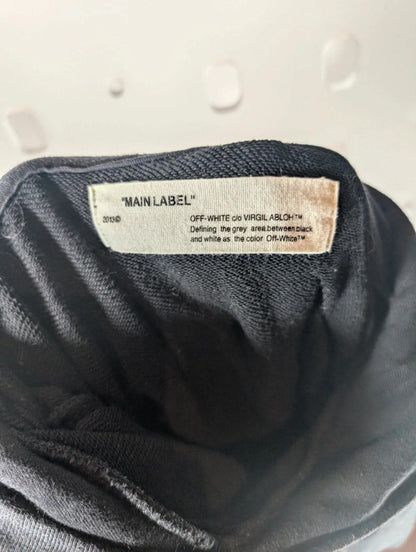 "MAIN LABEL"
2013©
OFF-WHITE c/o VIRGIL ABLOH™
Defining the grey area between black
and white as the color Off-White™